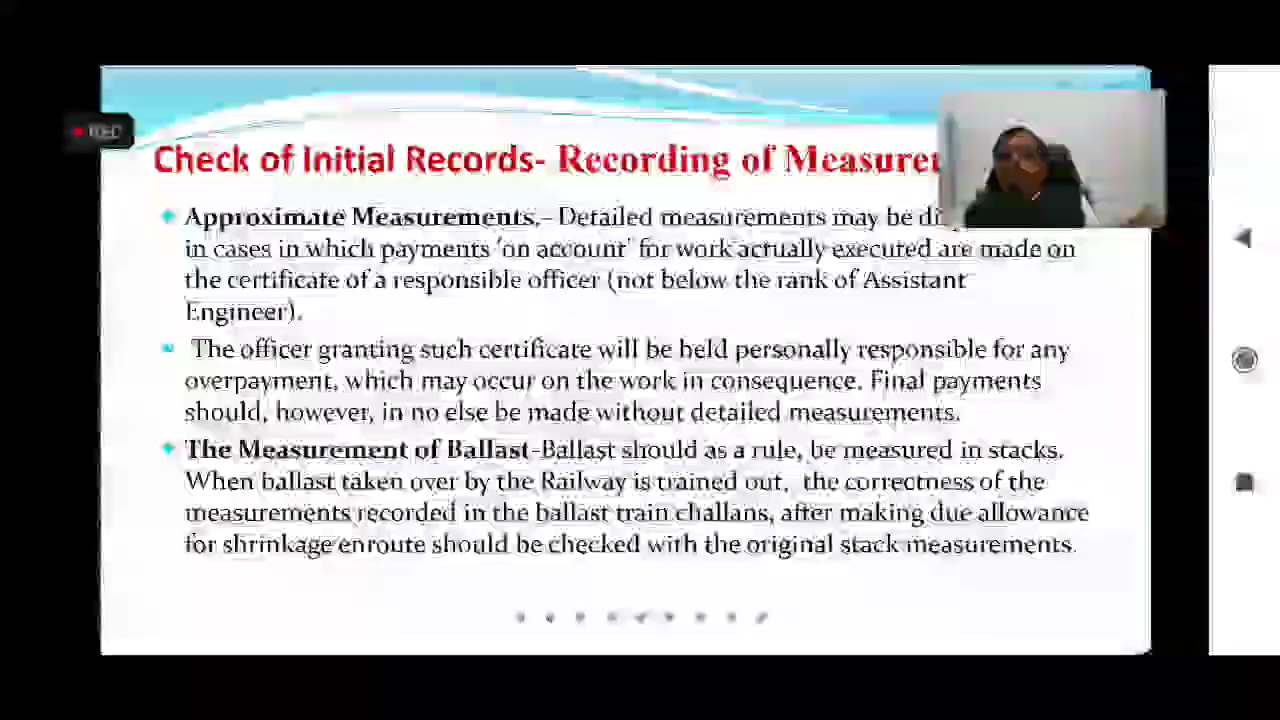 REC
Check of Initial Records- Recording of Measure
Approximate Measurements.– Detailed measurements may be di
in cases in which payments 'on account' for work actually executed are made on
the certificate of a responsible officer (not below the rank of Assistant
Engineer).
The officer granting such certificate will be held personally responsible for any
overpayment, which may occur on the work in consequence. Final payments
should, however, in no else be made without detailed measurements.
The Measurement of Ballast-Ballast should as a rule, be measured in stacks.
When ballast taken over by the Railway is trained out, the correctness of the
measurements recorded in the ballast train challans, after making due allowance
for shrinkage enroute should be checked with the original stack measurements.